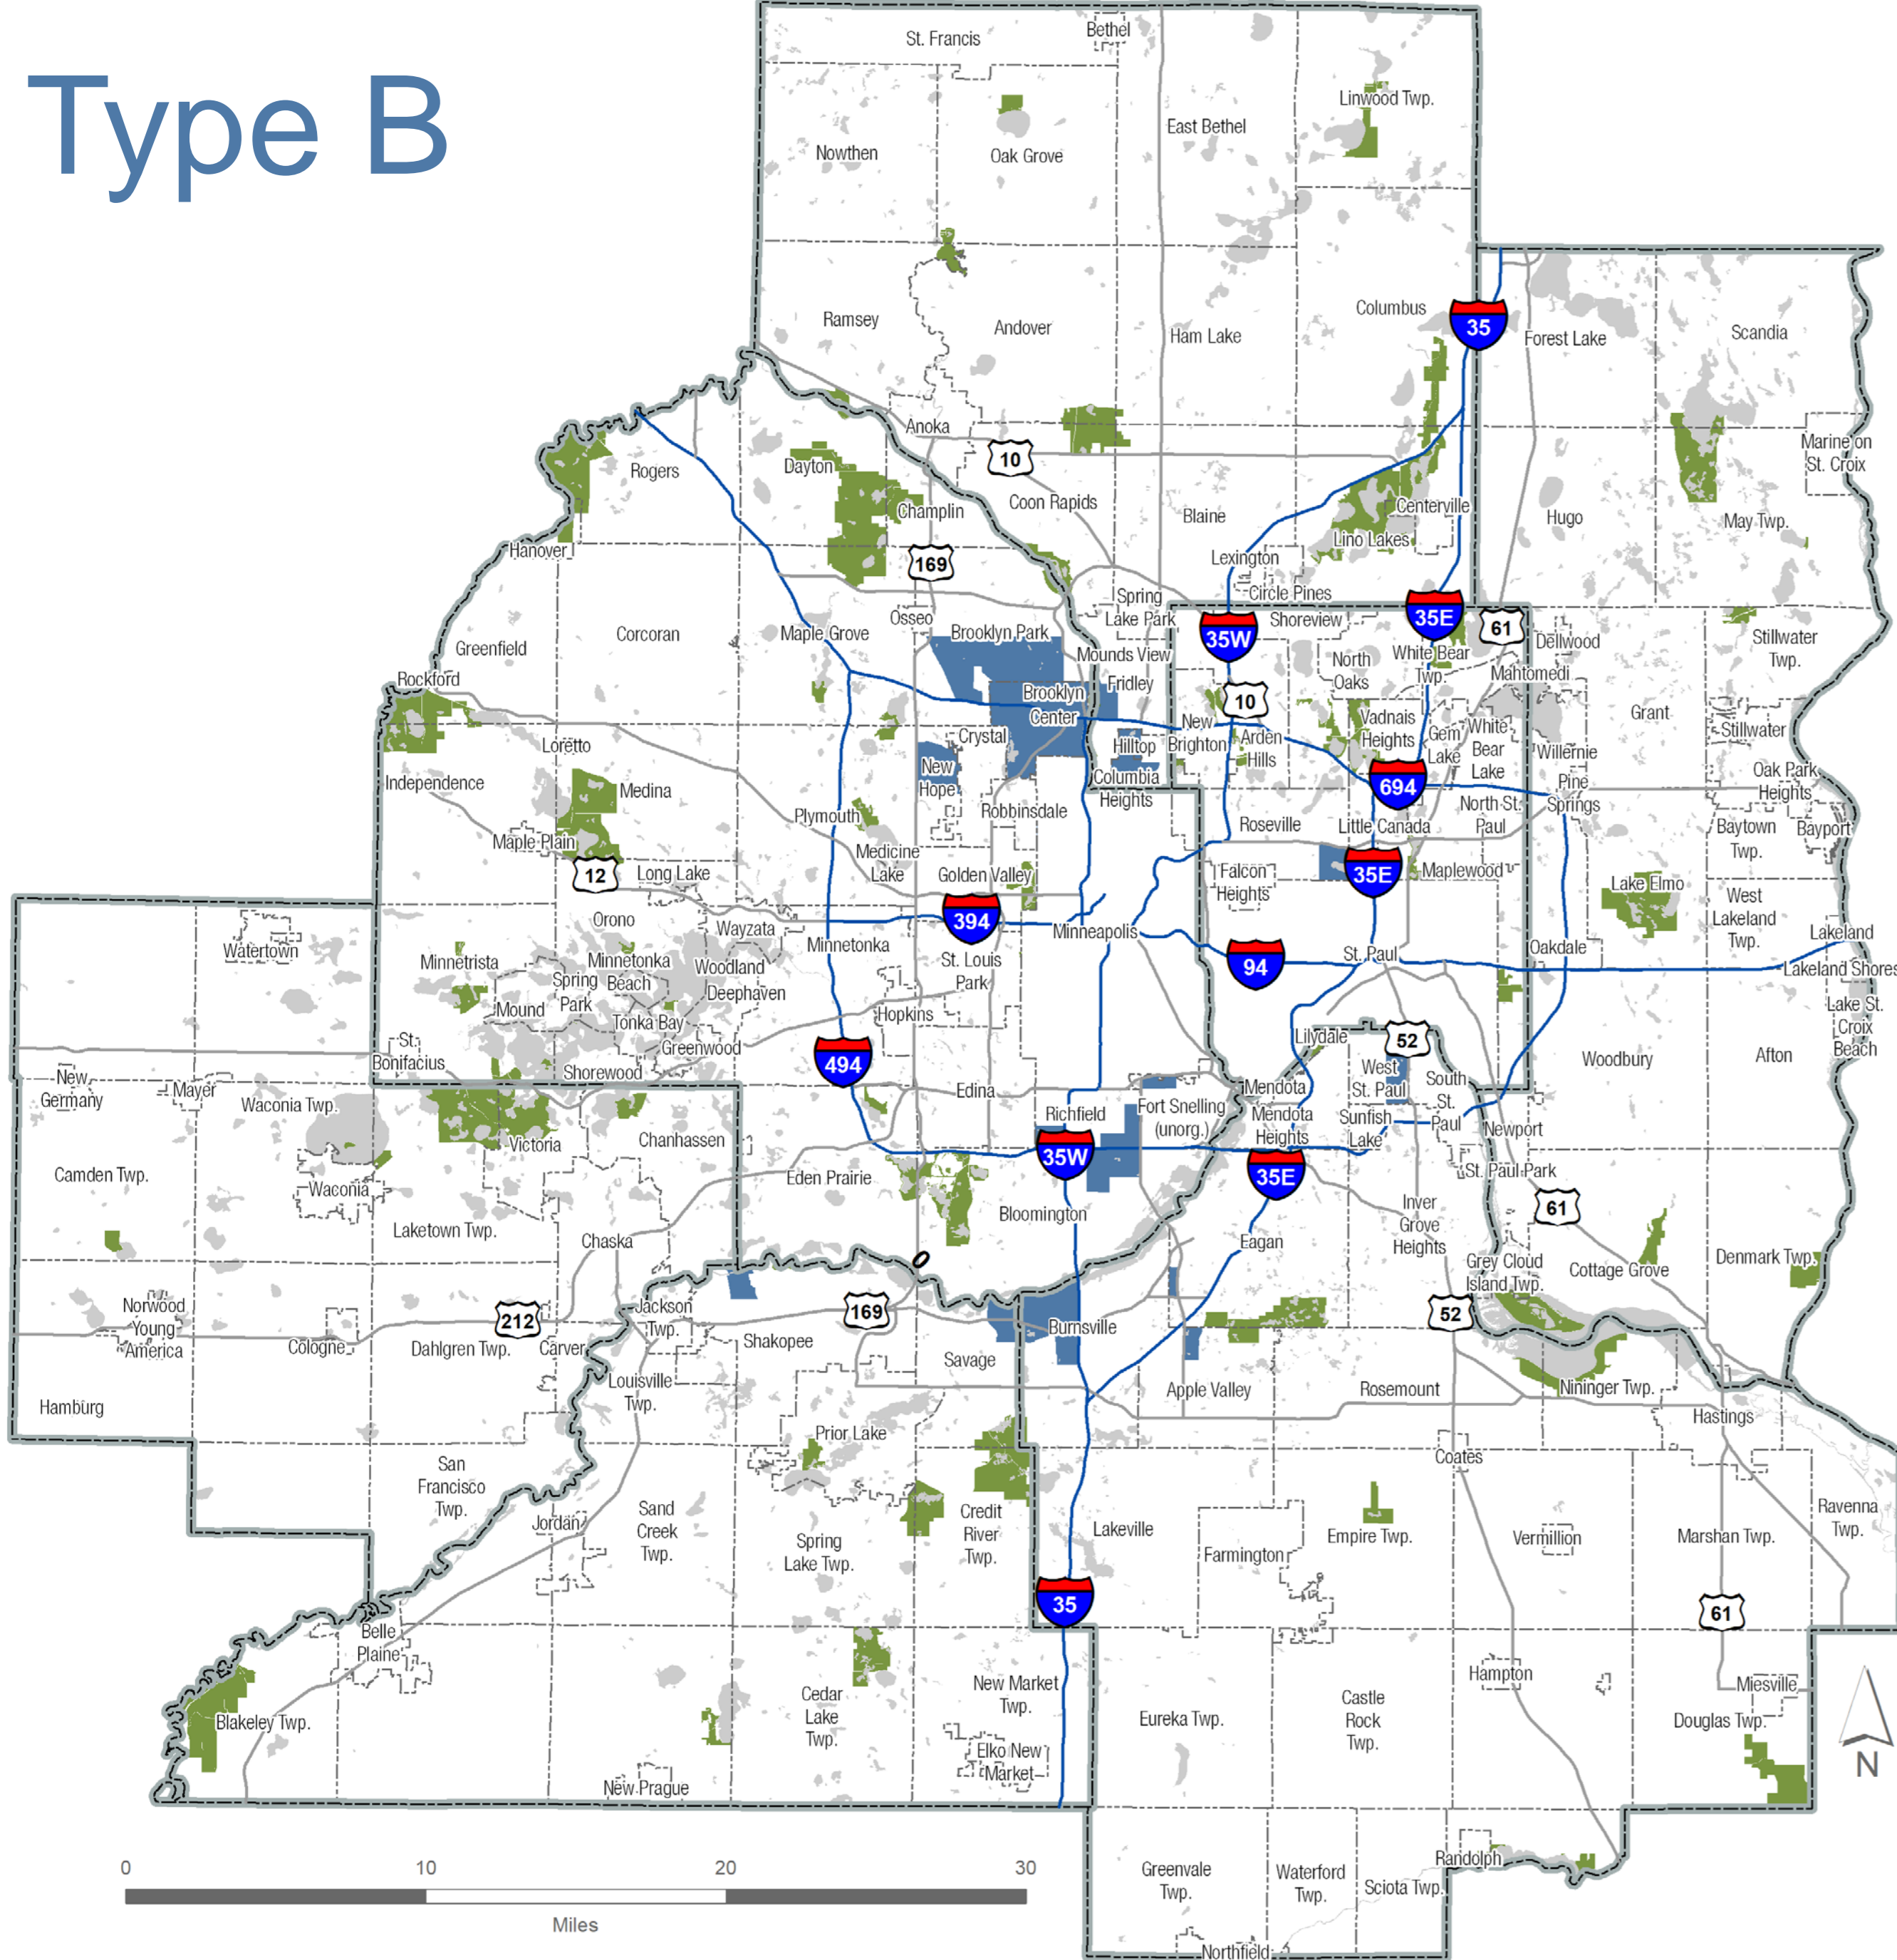 Type B
St. Francis
Bethel
Linwood Twp.
East Bethel
Nowthen
Oak Grove
Columbus
35
Ramsey
Andover
Ham Lake
Forest Lake
Scandia
Anoka
10
Marine on
St. Croix
Rogers
Dayton
Coon Rapids
Champlin
Blaine
Centerville
Hugo
May Twp.
Lino Lakes
Hanover
169
Lexington
Circle Pines
Spring
Lake Park
Osseo
35W
Shoreview
35E
61
Dellwood
Stillwater
Twp.
Greenfield
Corcoran
Maple Grove
Brooklyn Park
Mounds View
North
Oaks
White Bear
Twp.
Mahtomedi
Rockford
Brooklyn
Center
Fridley
10
Grant
Stillwater
New
Brighton
Arden
Hills
Vadnais
Heights
Gem
Lake
White
Bear
Lake
Willernie
Loretto
Crystal
Hilltop
Independence
Medina
New
Hope
Columbia
Heights
694
Pine
Springs
Oak Park
Heights
Plymouth
Robbinsdale
Roseville
Little Canada
North St.
Paul
Baytown
Twp.
Bayport
Maple Plain
12
Long Lake
Medicine
Lake
Golden Valley
Falcon
Heights
35E
Maplewood
Lake Elmo
West
Lakeland
Twp.
394
Orono
Wayzata
Minnetonka
Minneapolis
St. Paul
Oakdale
Lakeland
Watertown
Minnetrista
Minnetonka
Beach
Woodland
St. Louis
Park
94
Lakeland Shores
Spring
Park
Deephaven
Mound
Tonka Bay
Hopkins
Lake St.
Croix
Beach
St.
Bonifacius
Greenwood
494
Lilydale
52
Woodbury
Afton
Shorewood
New
Germany
Mayer
Waconia Twp.
Edina
Mendota
West
St. Paul
South
St.
Paul
Richfield
Fort Snelling
(unorg.)
Mendota
Heights
Sunfish
Lake
Newport
Victoria
Chanhassen
35W
35E
Camden Twp.
Waconia
Eden Prairie
St. Paul Park
61
Laketown Twp.
Bloomington
Inver
Grove
Heights
Chaska
0
Eagan
Grey Cloud
Island Twp.
Cottage Grove
Denmark Twp.
Norwood
Young
America
212
Jackson
Twp.
169
Burnsville
52
Cologne
Dahlgren Twp.
Carver
Shakopee
Savage
Louisville
Twp.
Apple Valley
Rosemount
Nininger Twp.
Hamburg
Hastings
Prior Lake
Coates
San
Francisco
Twp.
Jordan
Sand
Creek
Twp.
Spring
Lake Twp.
Credit
River
Twp.
Lakeville
Farmington
Empire Twp.
Vermillion
Marshan Twp.
Ravenna
Twp.
35
61
Belle
Plaine
Blakeley Twp.
Cedar
Lake
Twp.
New Market
Twp.
Eureka Twp.
Castle
Rock
Twp.
Hampton
Miesville
Douglas Twp.
Elko New
Market
New Prague
N
0 10 20 30
Miles
Greenvale
Twp.
Waterford
Twp.
Sciota Twp.
Randolph
Northfield